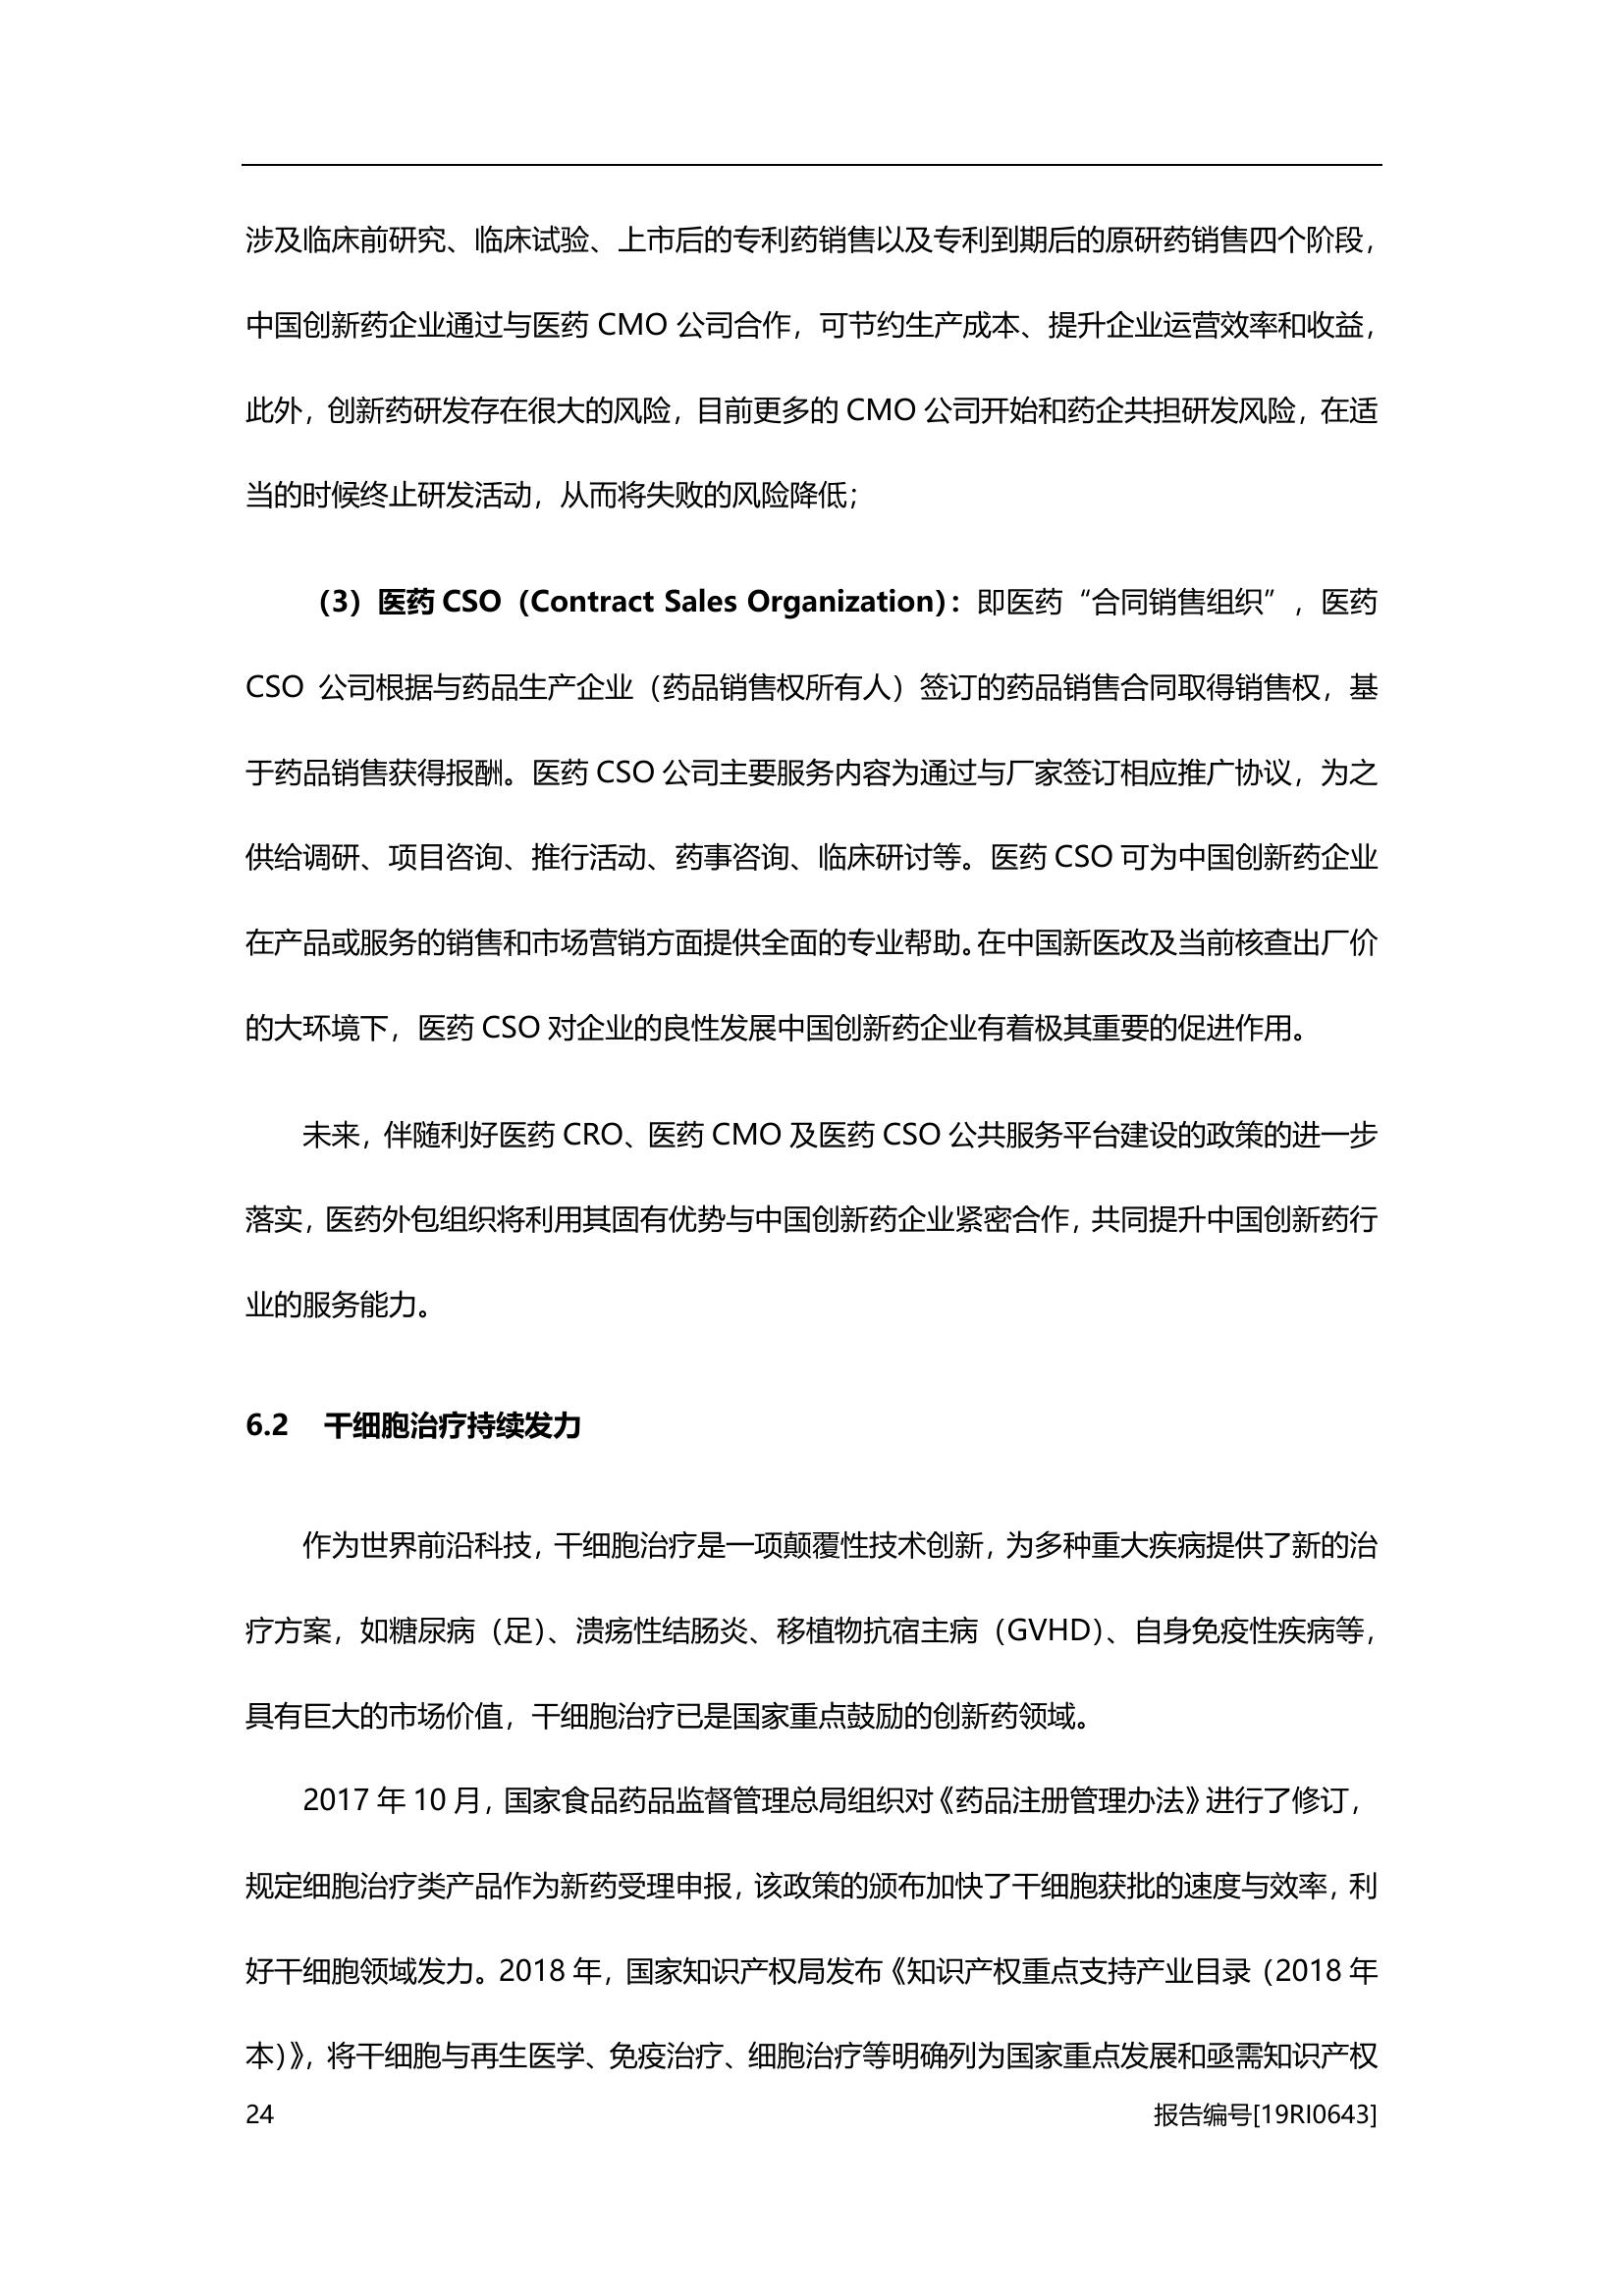 涉及临床前研究、临床试验、上市后的专利药销售以及专利到期后的原研药销售四个阶段，
中国创新药企业通过与医药 CMO 公司合作，可节约生产成本、提升企业运营效率和收益，
此外，创新药研发存在很大的风险，目前更多的 CMO 公司开始和药企共担研发风险，在适
当的时候终止研发活动，从而将失败的风险降低；
（3）医药 CSO（Contract Sales Organization）：即医药“合同销售组织”，医药
CSO 公司根据与药品生产企业（药品销售权所有人）签订的药品销售合同取得销售权，基
于药品销售获得报酬。医药 CSO 公司主要服务内容为通过与厂家签订相应推广协议，为之
供给调研、项目咨询、推行活动、药事咨询、临床研讨等。医药 CSO 可为中国创新药企业
在产品或服务的销售和市场营销方面提供全面的专业帮助。在中国新医改及当前核查出厂价
的大环境下，医药 CSO 对企业的良性发展中国创新药企业有着极其重要的促进作用。
未来，伴随利好医药 CRO、医药 CMO 及医药 CSO 公共服务平台建设的政策的进一步
落实，医药外包组织将利用其固有优势与中国创新药企业紧密合作，共同提升中国创新药行
业的服务能力。
6.2 干细胞治疗持续发力
作为世界前沿科技，干细胞治疗是一项颠覆性技术创新，为多种重大疾病提供了新的治
疗方案，如糖尿病（足）、溃疡性结肠炎、移植物抗宿主病（GVHD）、自身免疫性疾病等，
具有巨大的市场价值，干细胞治疗已是国家重点鼓励的创新药领域。
2017 年 10 月，国家食品药品监督管理总局组织对《药品注册管理办法》进行了修订，
规定细胞治疗类产品作为新药受理申报，该政策的颁布加快了干细胞获批的速度与效率，利
好干细胞领域发力。2018 年，国家知识产权局发布《知识产权重点支持产业目录（2018 年
本）》，将干细胞与再生医学、免疫治疗、细胞治疗等明确列为国家重点发展和亟需知识产权
24 报告编号[19RI0643]